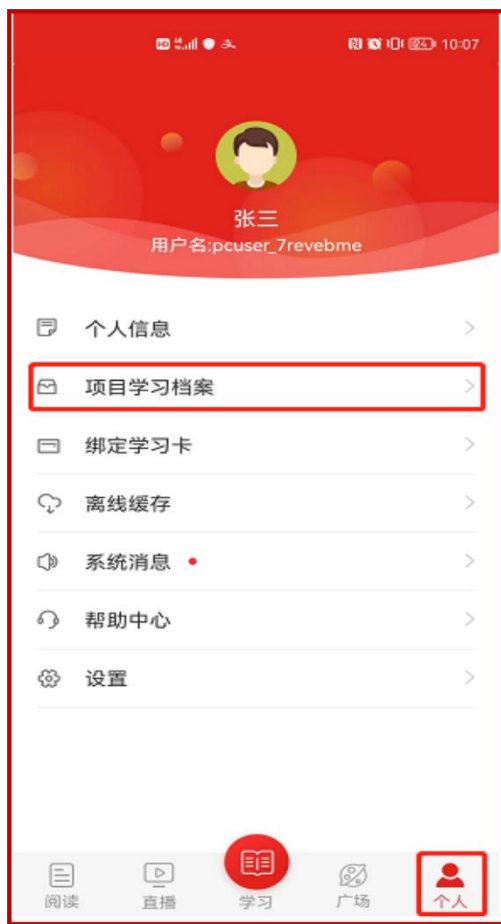 HD 24 10:07
张三
用户名:pcuser_7revebme
个人信息
项目学习档案
绑定学习卡
离线缓存
系统消息
帮助中心
设置
阅读 直播 学习 广场 个人